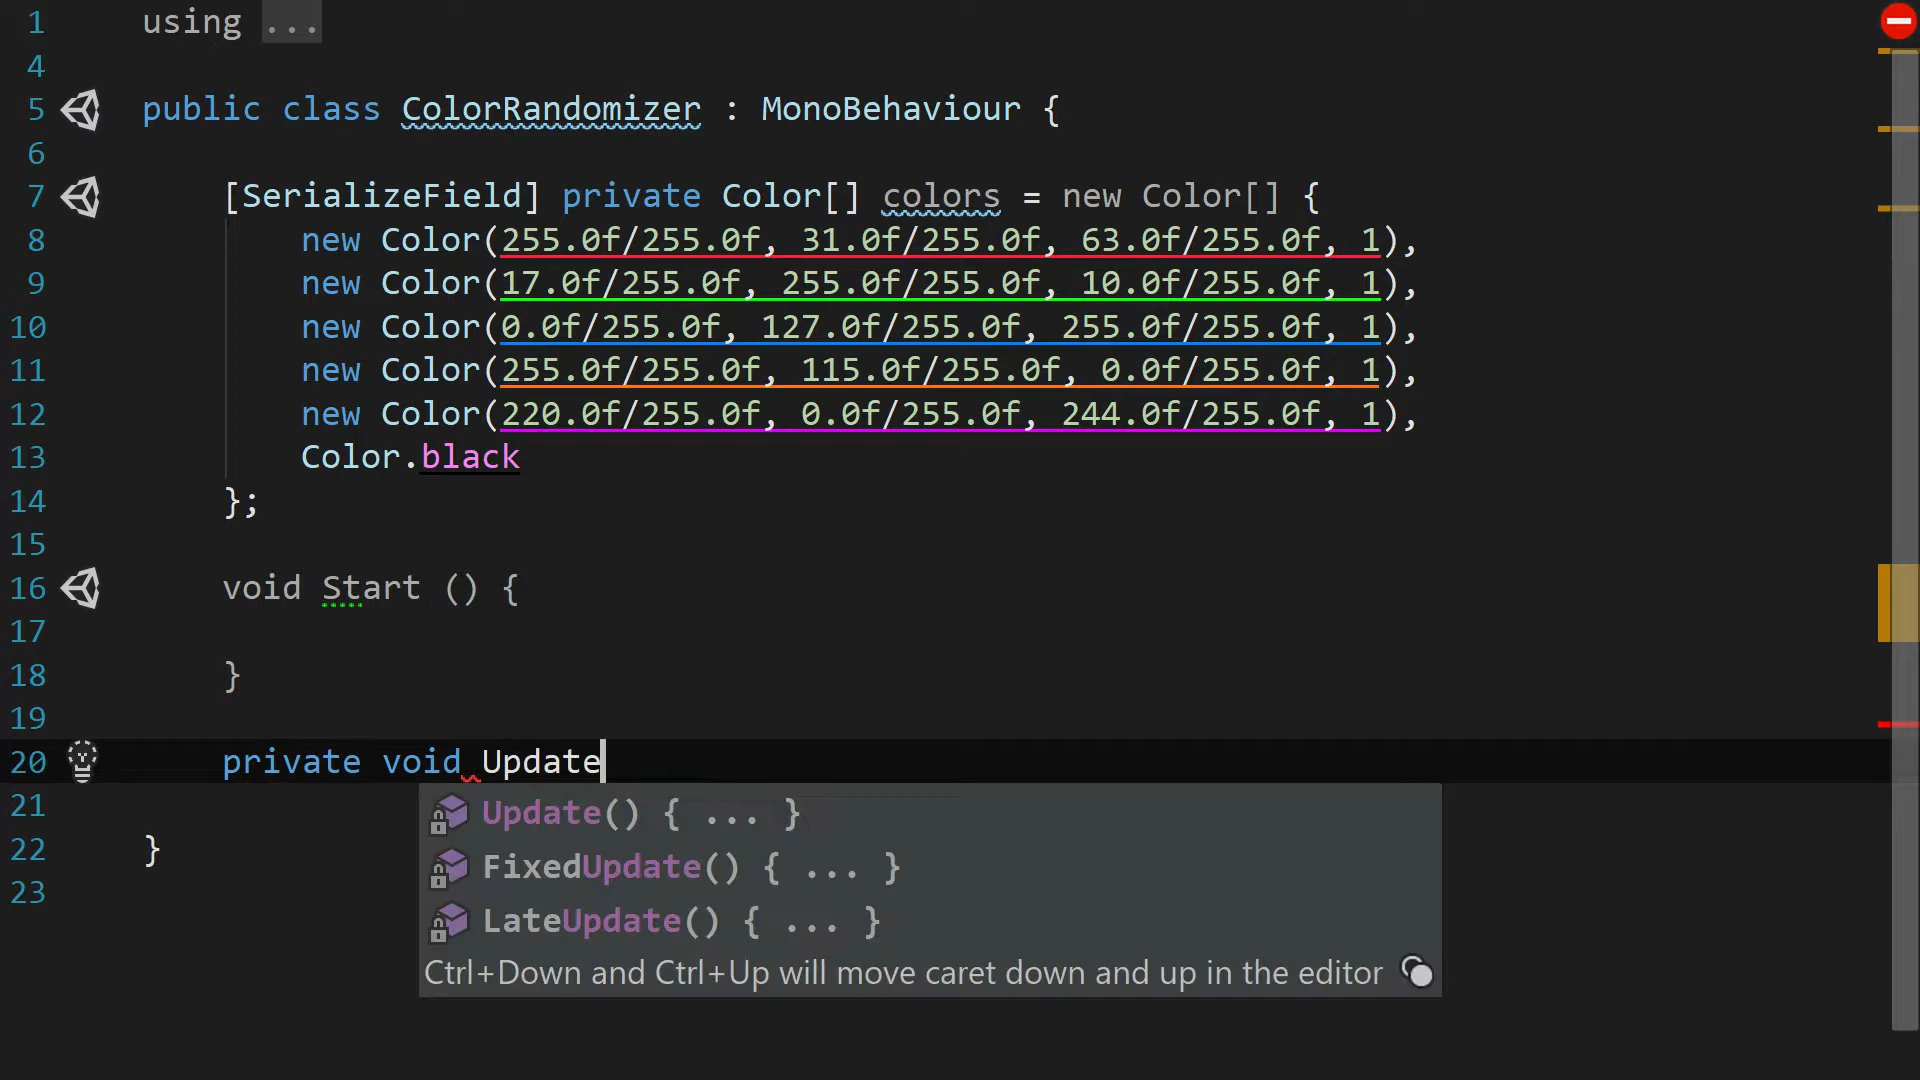 1 using ...
4
5 public class ColorRandomizer : MonoBehaviour {
6
7 [SerializeField] private Color[] colors = new Color[] {
8 new Color(255.0f/255.0f, 31.0f/255.0f, 63.0f/255.0f, 1),
9 new Color(17.0f/255.0f, 255.0f/255.0f, 10.0f/255.0f, 1),
10 new Color(0.0f/255.0f, 127.0f/255.0f, 255.0f/255.0f, 1),
11 new Color(255.0f/255.0f, 115.0f/255.0f, 0.0f/255.0f, 1),
12 new Color(220.0f/255.0f, 0.0f/255.0f, 244.0f/255.0f, 1),
13 Color.black
14 };
15
16 void Start () {
17
18 }
19
20 private void Update
21
Update() { ... }
22 }
FixedUpdate() { ... }
23
LateUpdate() { ... }
Ctrl+Down and Ctrl+Up will move caret down and up in the editor